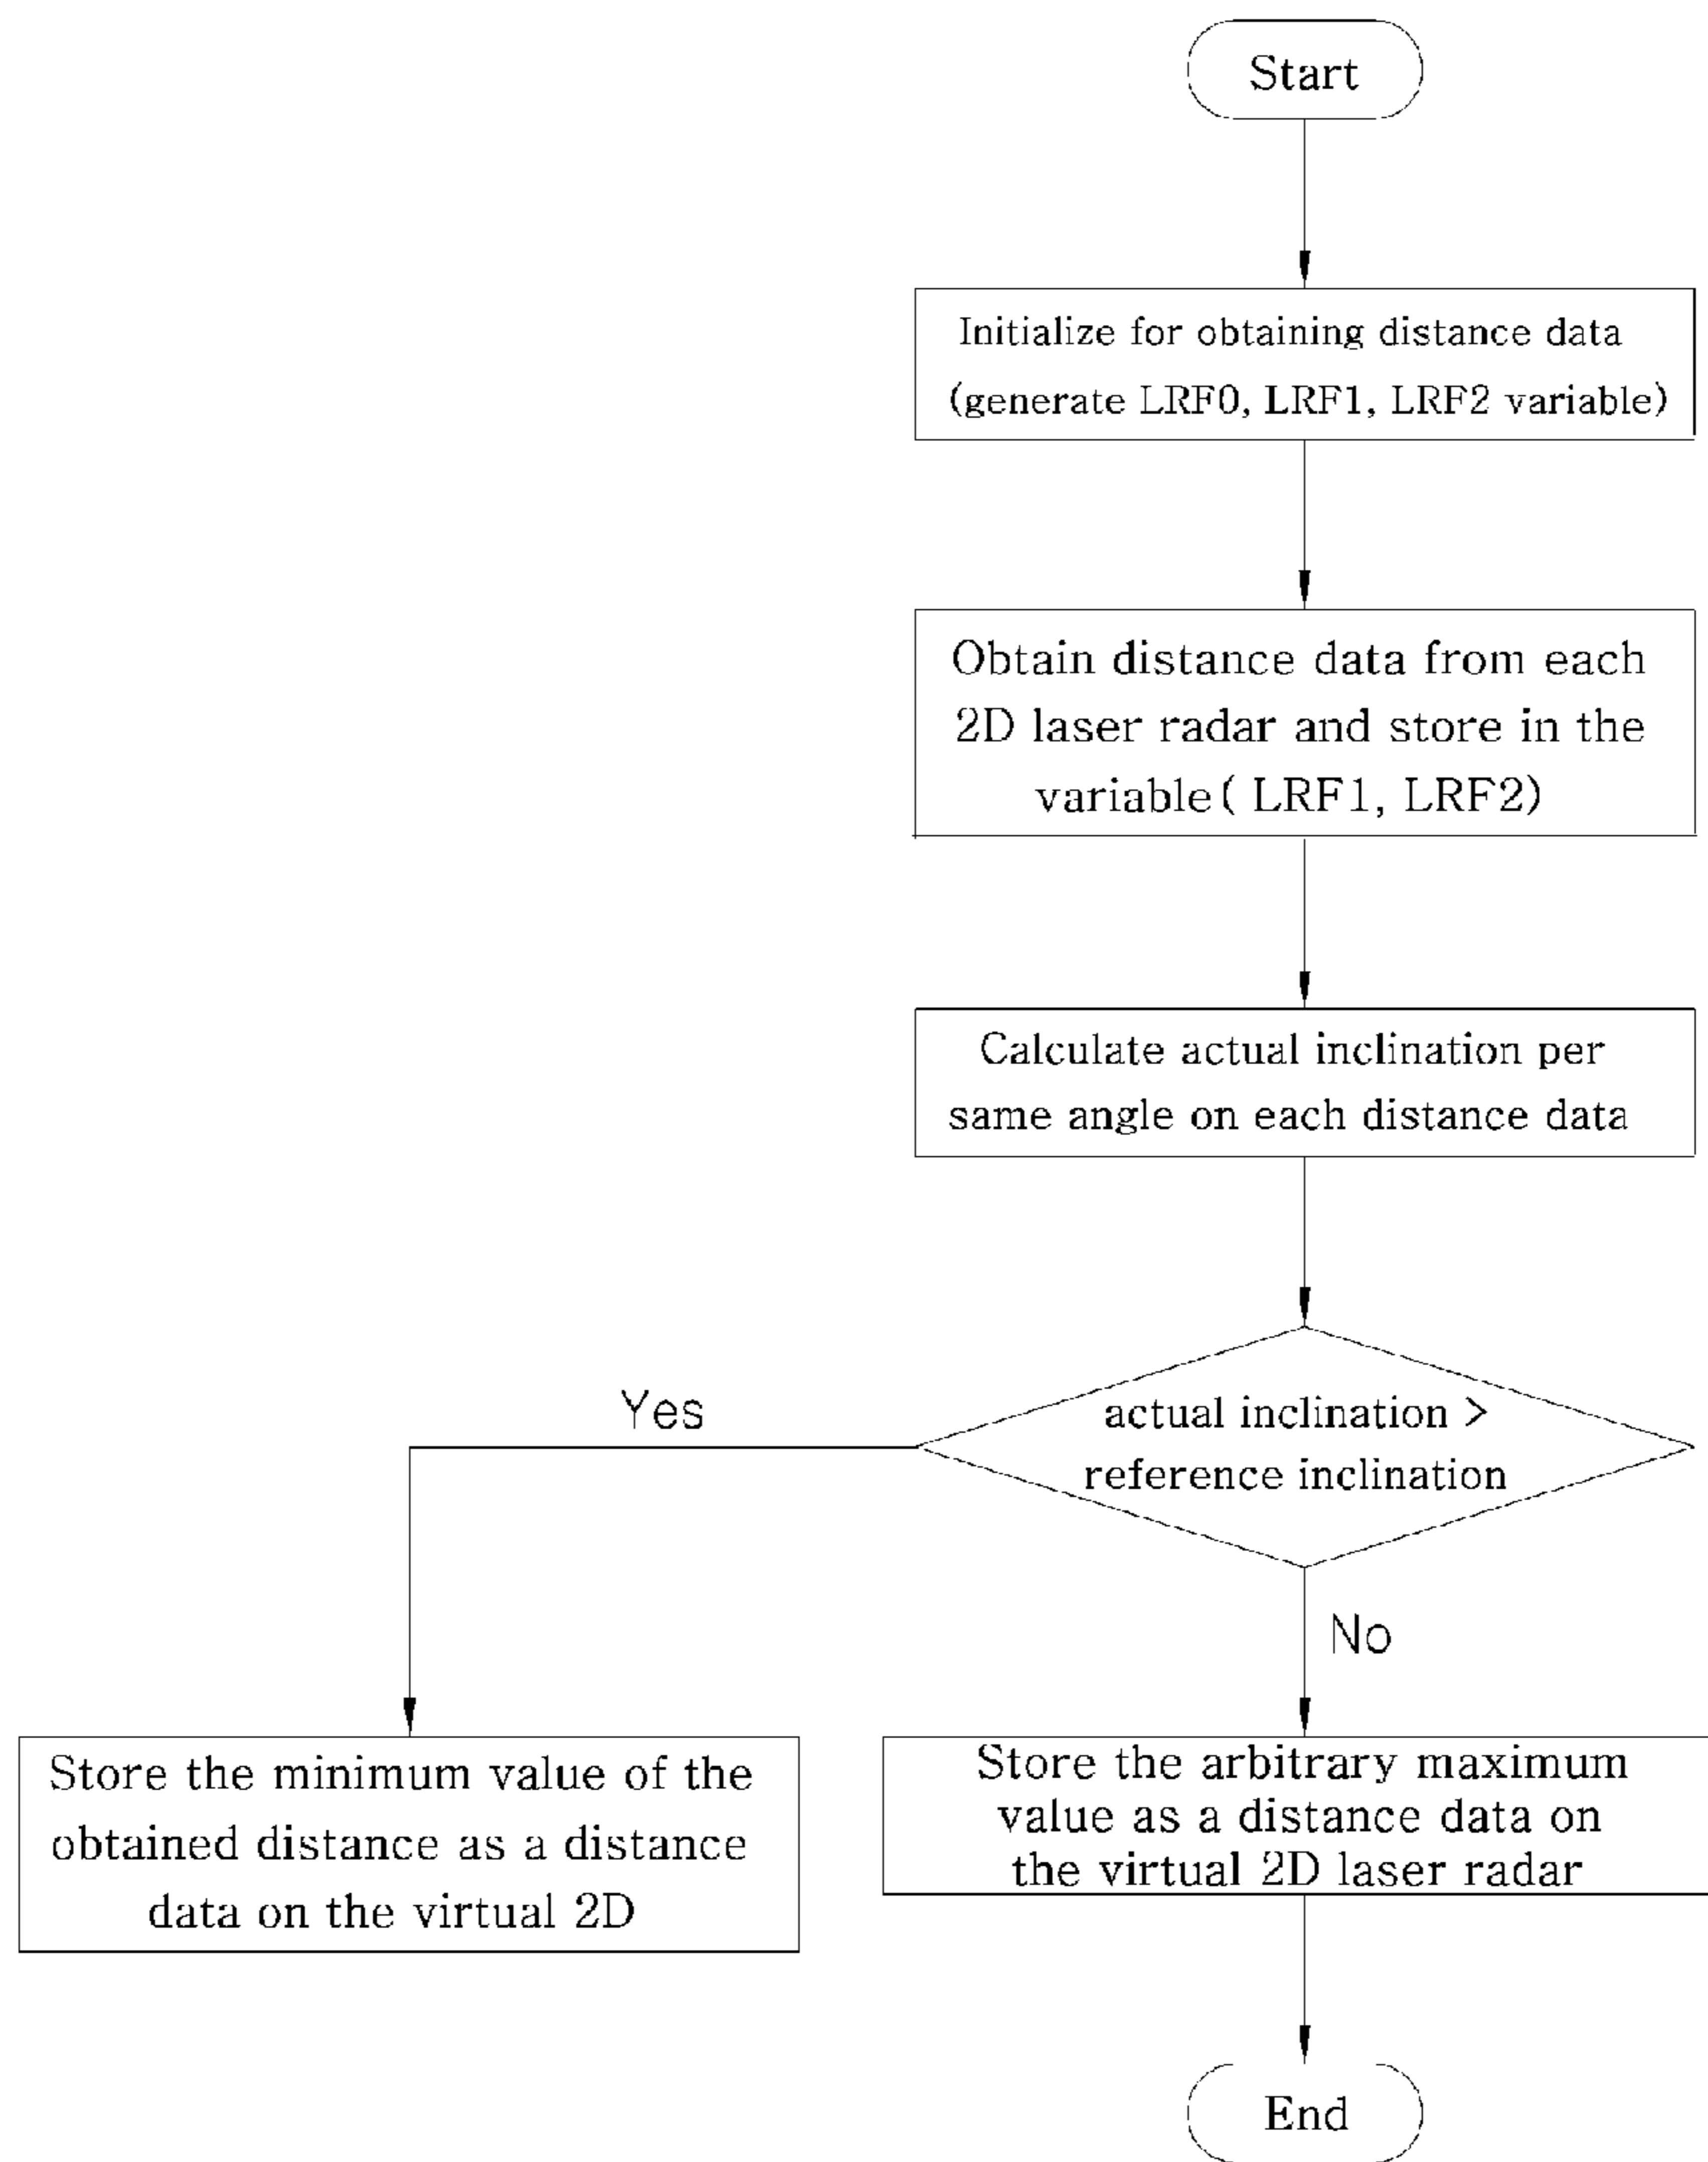 Start
Initialize for obtaining distance data
(generate LRF0, LRF1, LRF2 variable)
Obtain distance data from each
2D laser radar and store in the
variable( LRF1, LRF2)
Calculate actual inclination per
same angle on each distance data
actual inclination >
reference inclination
Yes
No
Store the minimum value of the
obtained distance as a distance
data on the virtual 2D
Store the arbitrary maximum
value as a distance data on
the virtual 2D laser radar
End